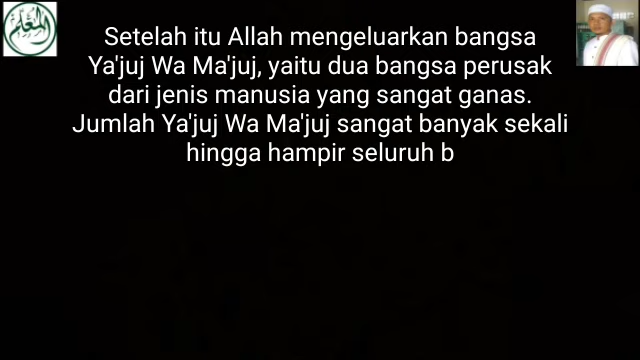 Setelah itu Allah mengeluarkan bangsa
Ya'juj Wa Ma'juj, yaitu dua bangsa perusak
dari jenis manusia yang sangat ganas.
Jumlah Ya'juj Wa Ma'juj sangat banyak sekali
hingga hampir seluruh b